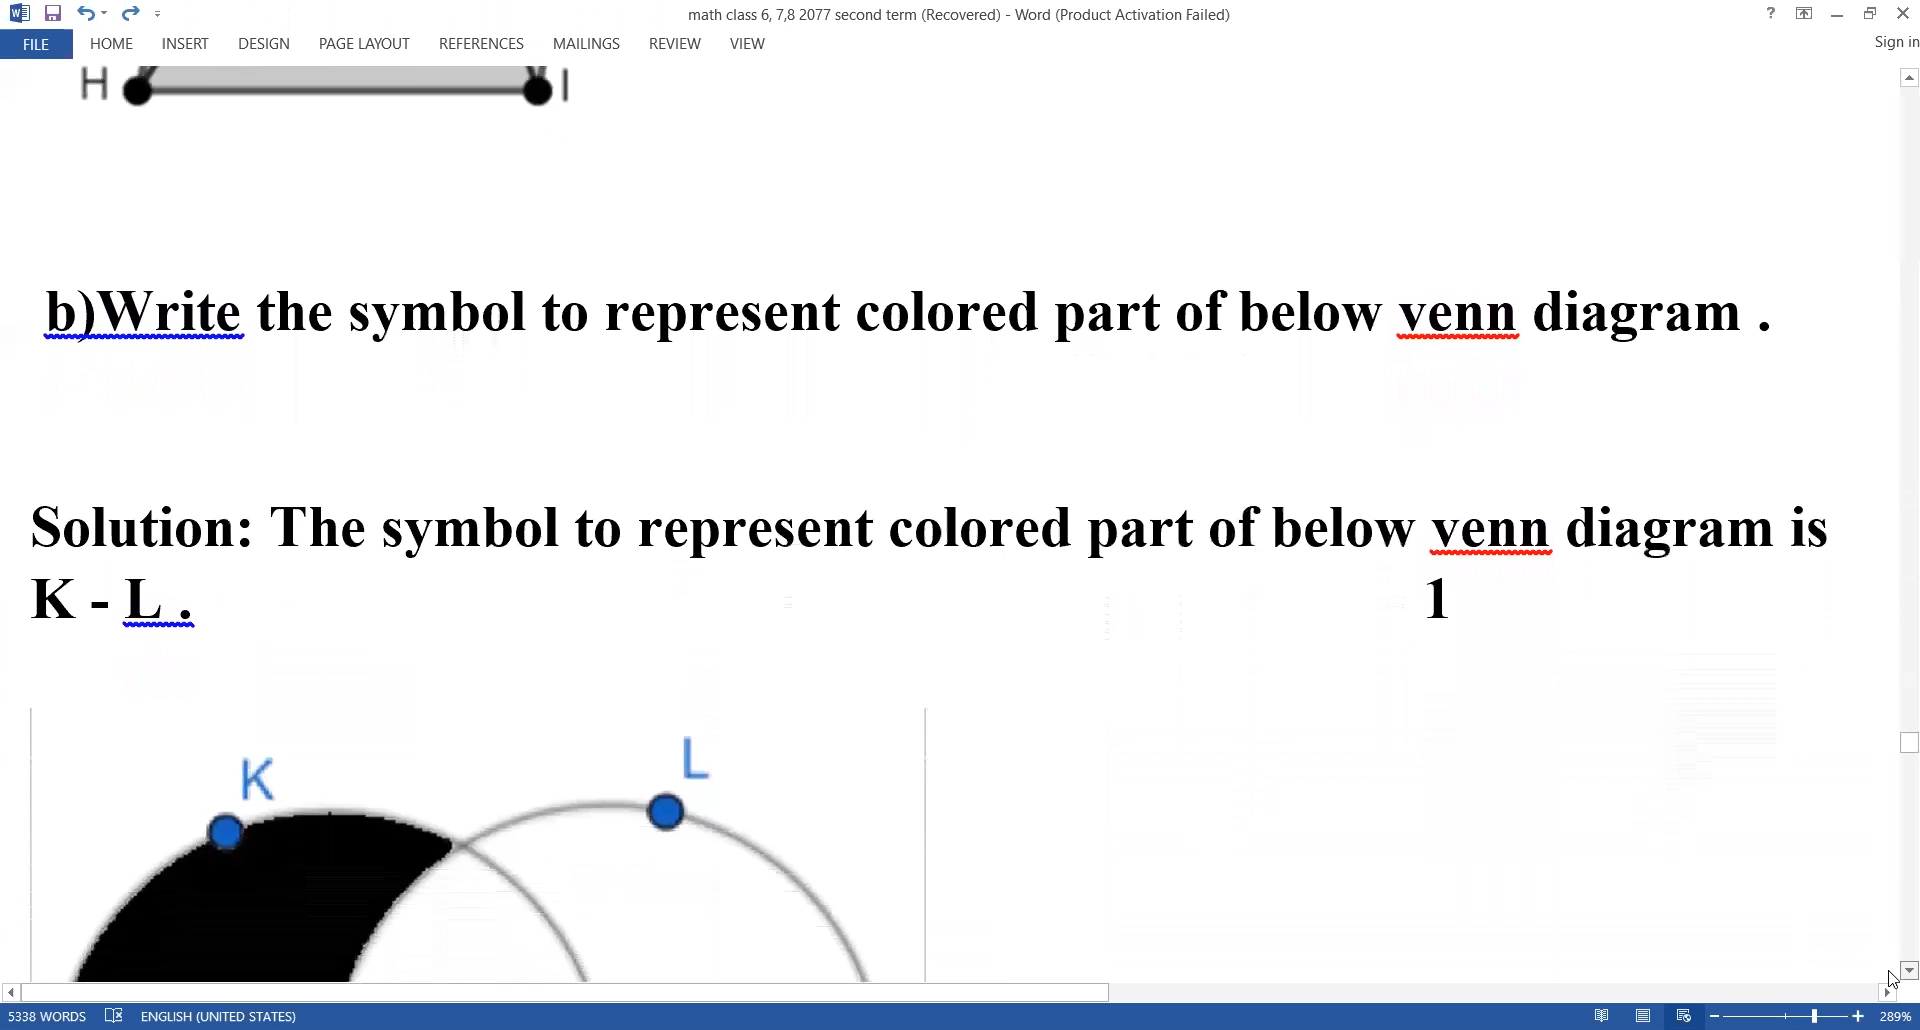 math class 6, 7,8 2077 second term (Recovered) - Word (Product Activation Failed)
?
FILE HOME INSERT DESIGN PAGE LAYOUT REFERENCES MAILINGS REVIEW VIEW
Sign in
H I
b)Write the symbol to represent colored part of below venn diagram .
Solution: The symbol to represent colored part of below venn diagram is
K - L . 1
K L
5338 WORDS ENGLISH (UNITED STATES) 289%